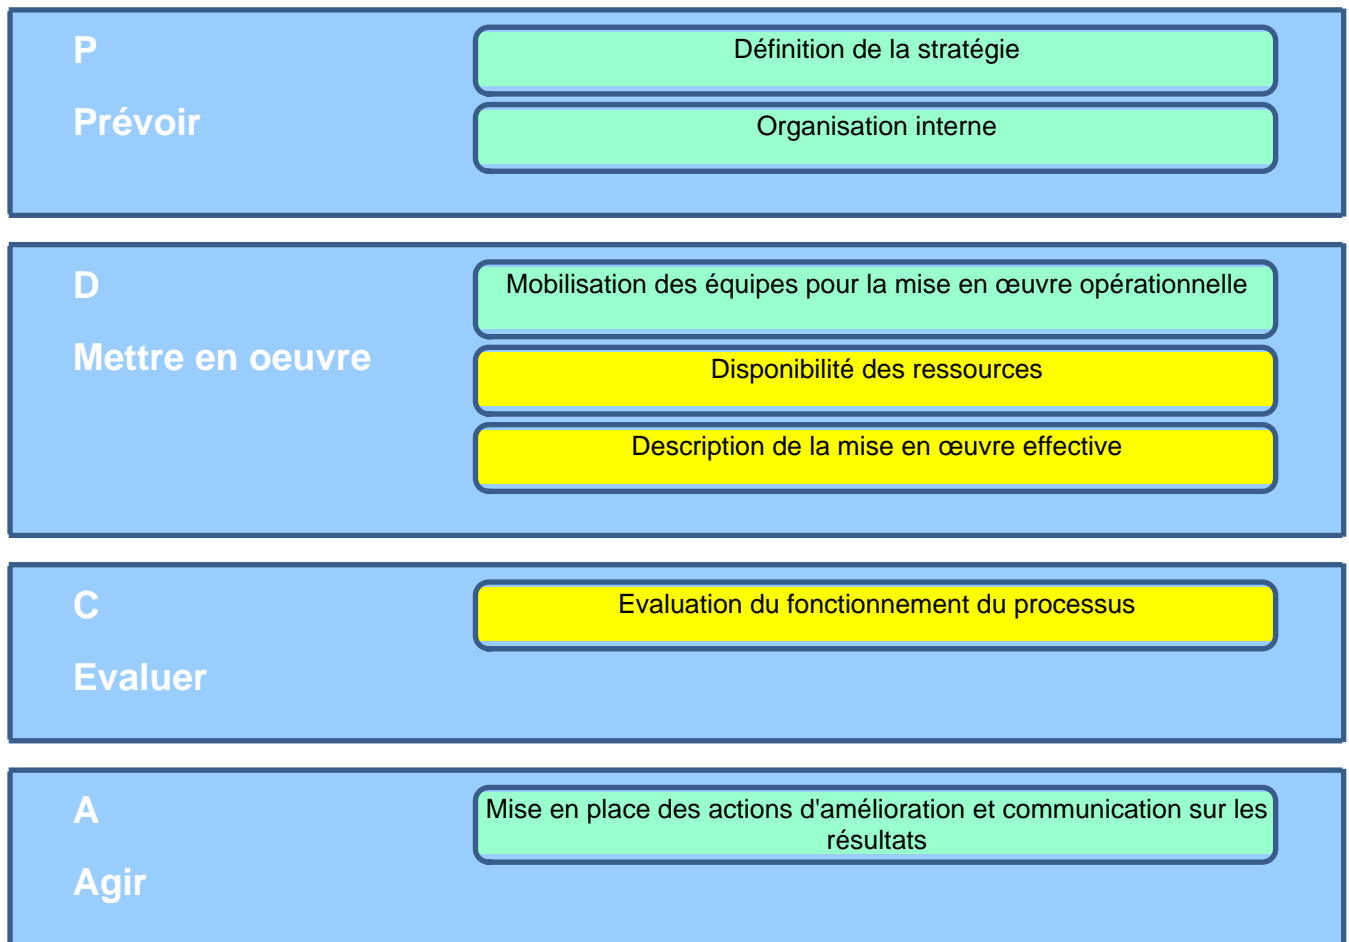 P
Prévoir
Définition de la stratégie
Organisation interne
D
Mettre en oeuvre
Mobilisation des équipes pour la mise en œuvre opérationnelle
Disponibilité des ressources
Description de la mise en œuvre effective
C
Evaluer
Evaluation du fonctionnement du processus
A
Agir
Mise en place des actions d'amélioration et communication sur les
résultats